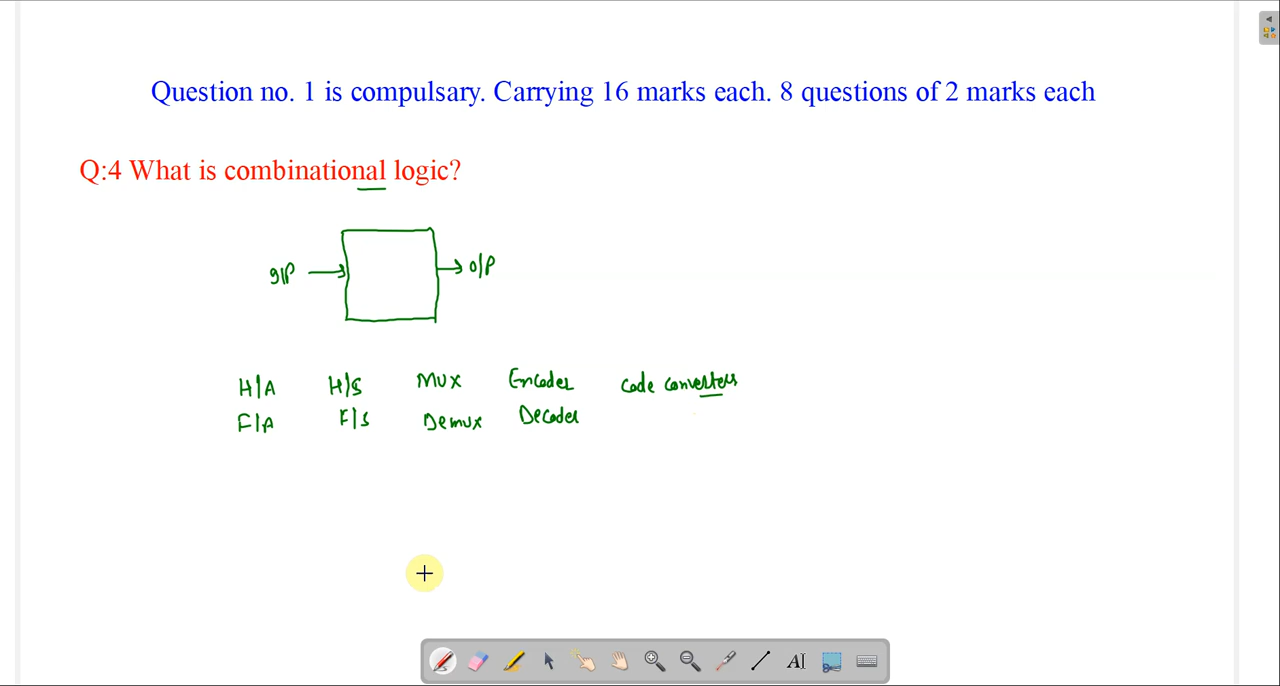 Question no. 1 is compulsary. Carrying 16 marks each. 8 questions of 2 marks each
Q:4 What is combinational logic?
I/P O/P
H/A H/S MUX Encoder Code converters
F/A F/S Demux Decoder
AI